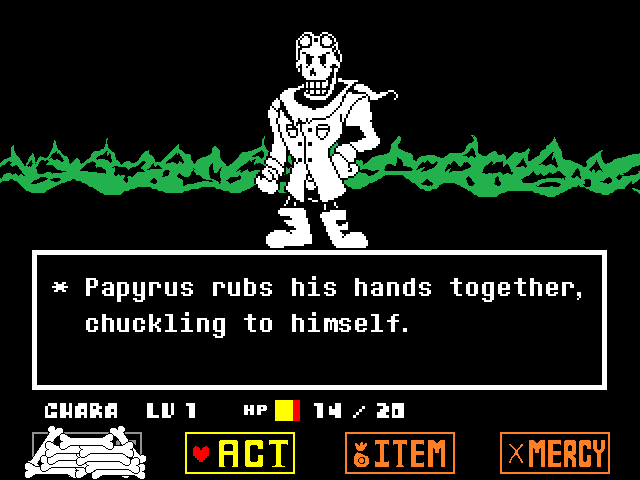 * Papyrus rubs his hands together,
chuckling to himself.
CHARA LV 1 HP 14 / 20
ACT ITEM MERCY